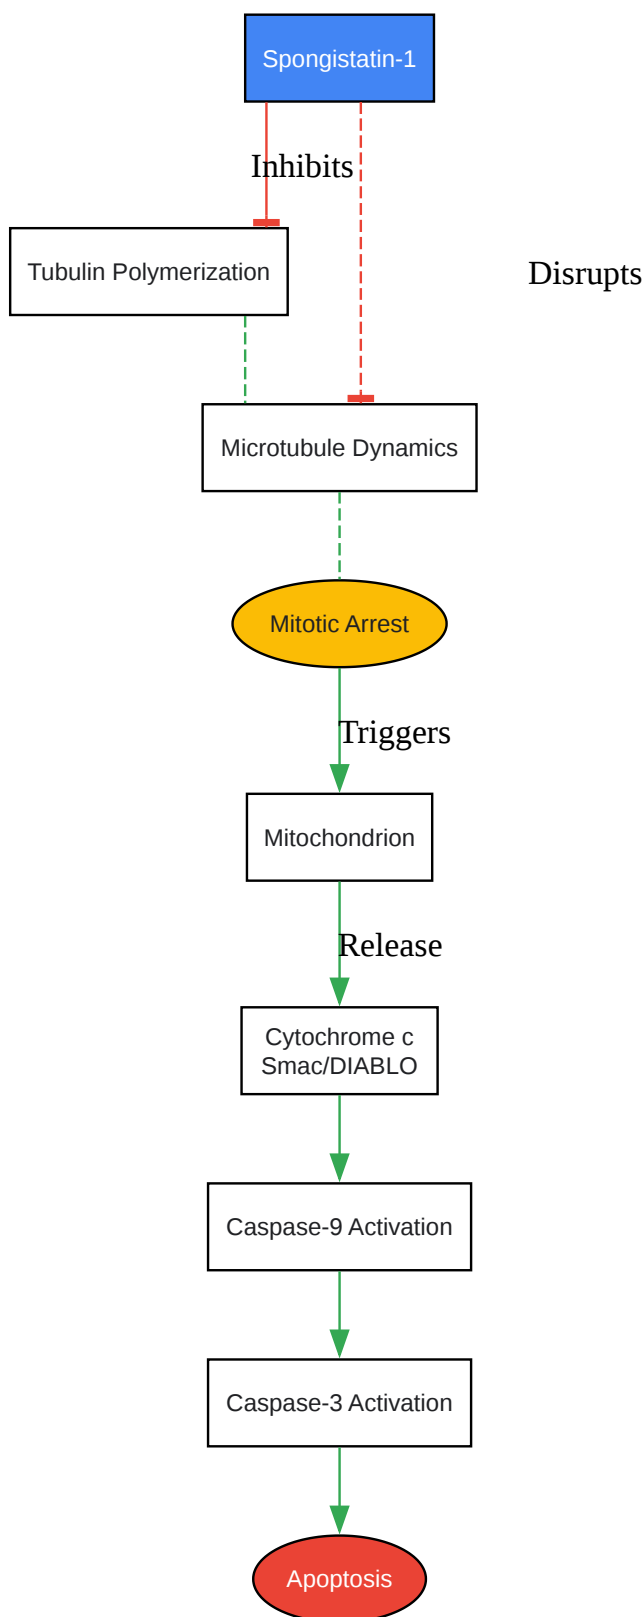 Spongistatin-1
Inhibits
Tubulin Polymerization
Disrupts
Microtubule Dynamics
Mitotic Arrest
Triggers
Mitochondrion
Release
Cytochrome c
Smac/DIABLO
Caspase-9 Activation
Caspase-3 Activation
Apoptosis